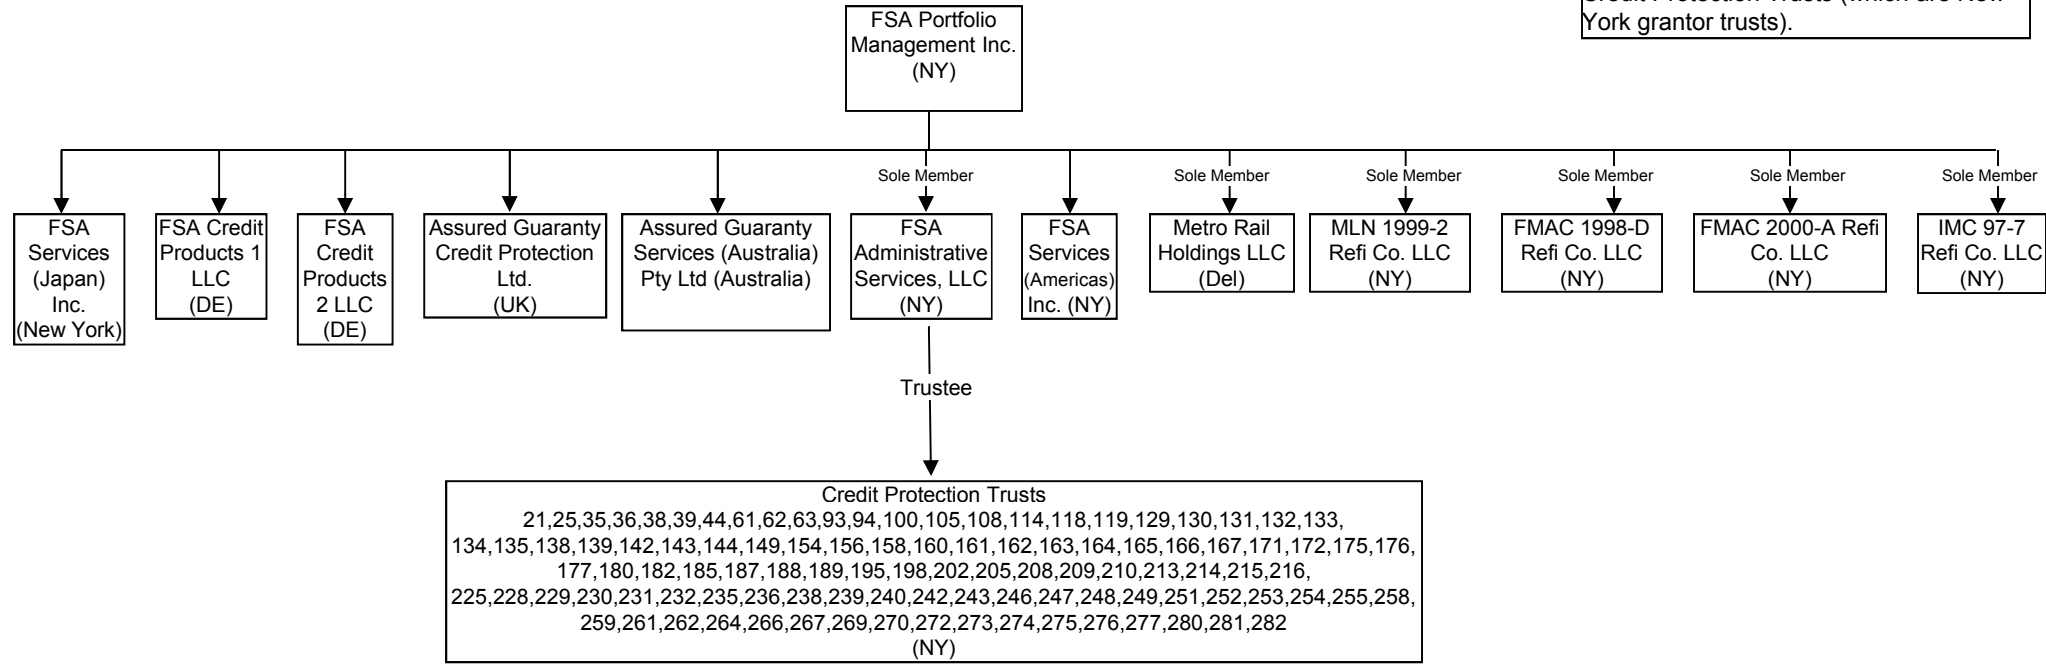 FSA Portfolio
Management Inc.
(NY)
York grantor trusts).
Sole Member
Sole Member
Sole Member
Sole Member
Sole Member
Sole Member
FSA
Services
(Japan)
Inc.
(New York)
FSA Credit
Products 1
LLC
(DE)
FSA
Credit
Products
2 LLC
(DE)
Assured Guaranty
Credit Protection
Ltd.
(UK)
Assured Guaranty
Services (Australia)
Pty Ltd (Australia)
FSA
Administrative
Services, LLC
(NY)
FSA
Services
(Americas)
Inc. (NY)
Metro Rail
Holdings LLC
(Del)
MLN 1999-2
Refi Co. LLC
(NY)
FMAC 1998-D
Refi Co. LLC
(NY)
FMAC 2000-A Refi
Co. LLC
(NY)
IMC 97-7
Refi Co. LLC
(NY)
Trustee
Credit Protection Trusts
21,25,35,36,38,39,44,61,62,63,93,94,100,105,108,114,118,119,129,130,131,132,133,
134,135,138,139,142,143,144,149,154,156,158,160,161,162,163,164,165,166,167,171,172,175,176,
177,180,182,185,187,188,189,195,198,202,205,208,209,210,213,214,215,216,
225,228,229,230,231,232,235,236,238,239,240,242,243,246,247,248,249,251,252,253,254,255,258,
259,261,262,264,266,267,269,270,272,273,274,275,276,277,280,281,282
(NY)